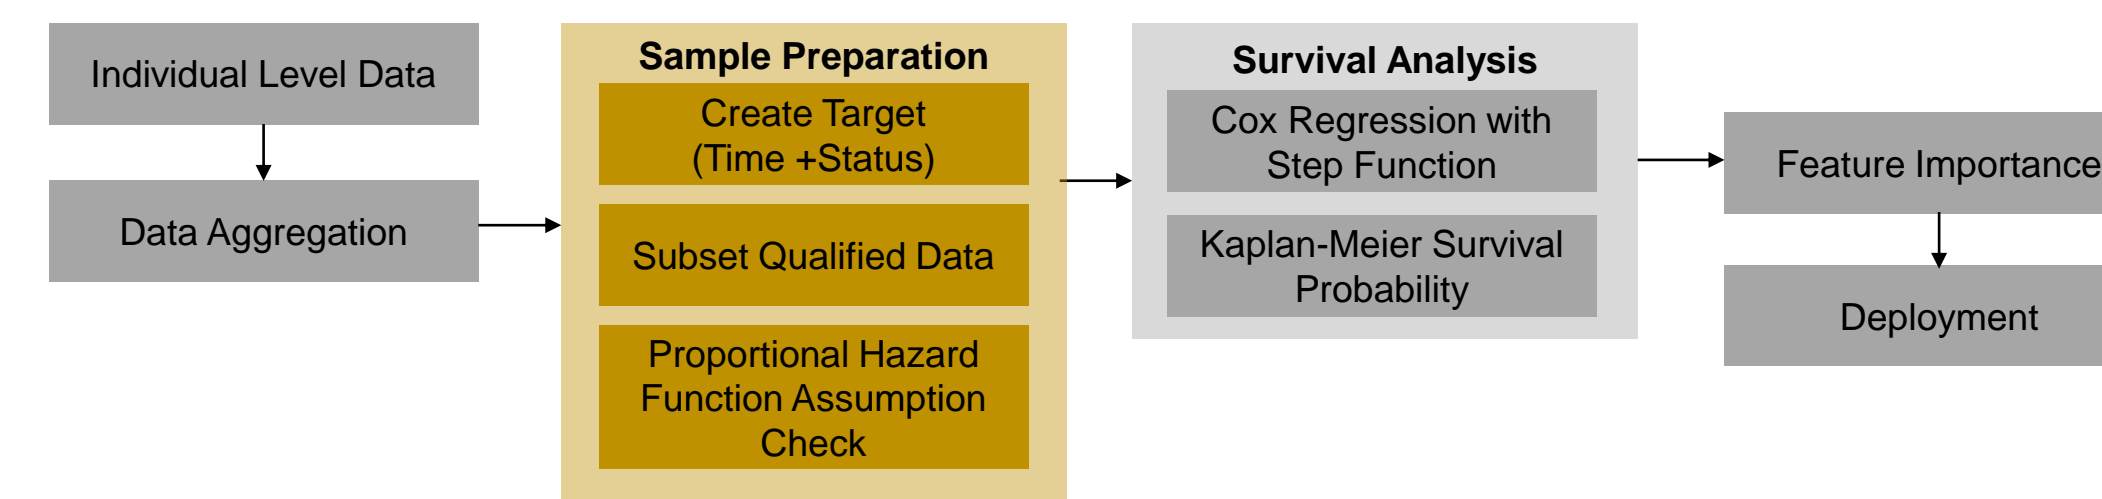 Individual Level Data
Data Aggregation
Sample Preparation
Create Target
(Time +Status)
Subset Qualified Data
Proportional Hazard
Function Assumption
Check
Survival Analysis
Cox Regression with
Step Function
Kaplan-Meier Survival
Probability
Feature Importance
Deployment